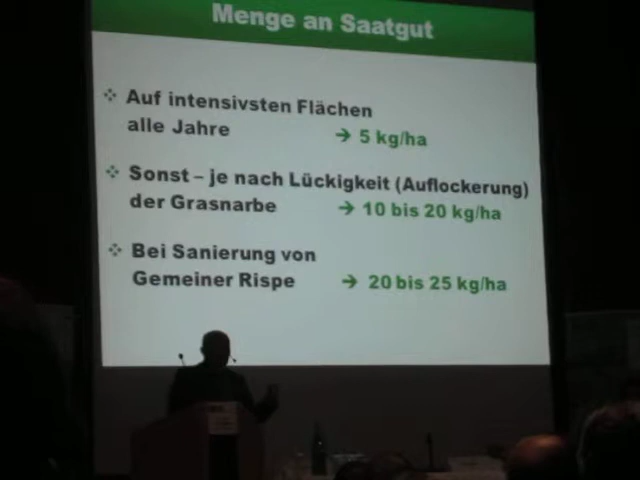 Menge an Saatgut
❖ Auf intensivsten Flächen
alle Jahre → 5 kg/ha
❖ Sonst – je nach Lückigkeit (Auflockerung)
der Grasnarbe → 10 bis 20 kg/ha
❖ Bei Sanierung von
Gemeiner Rispe → 20 bis 25 kg/ha